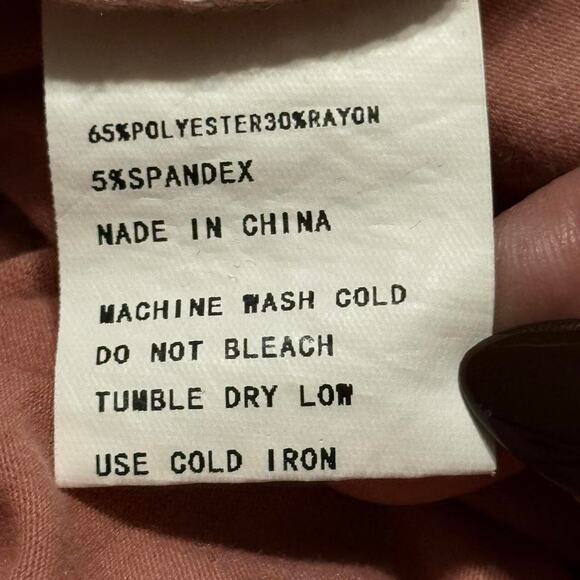 65%POLYESTER30%RAYON
5%SPANDEX
NADE IN CHINA
MACHINE WASH COLD
DO NOT BLEACH
TUMBLE DRY LOW
USE COLD IRON